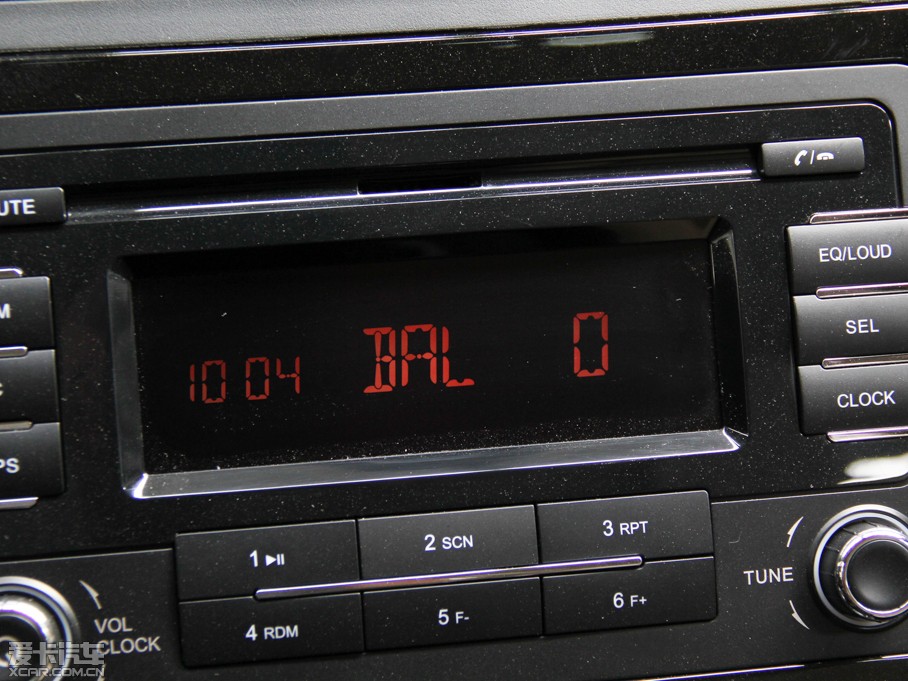 UTE
EQ/LOUD
M
SEL
C
CLOCK
PS
10 04 BAL 0
1 ▶II
2 SCN
3 RPT
4 RDM
5 F-
6 F+
TUNE
VOL
CLOCK
爱卡汽车
XCAR.COM.CN